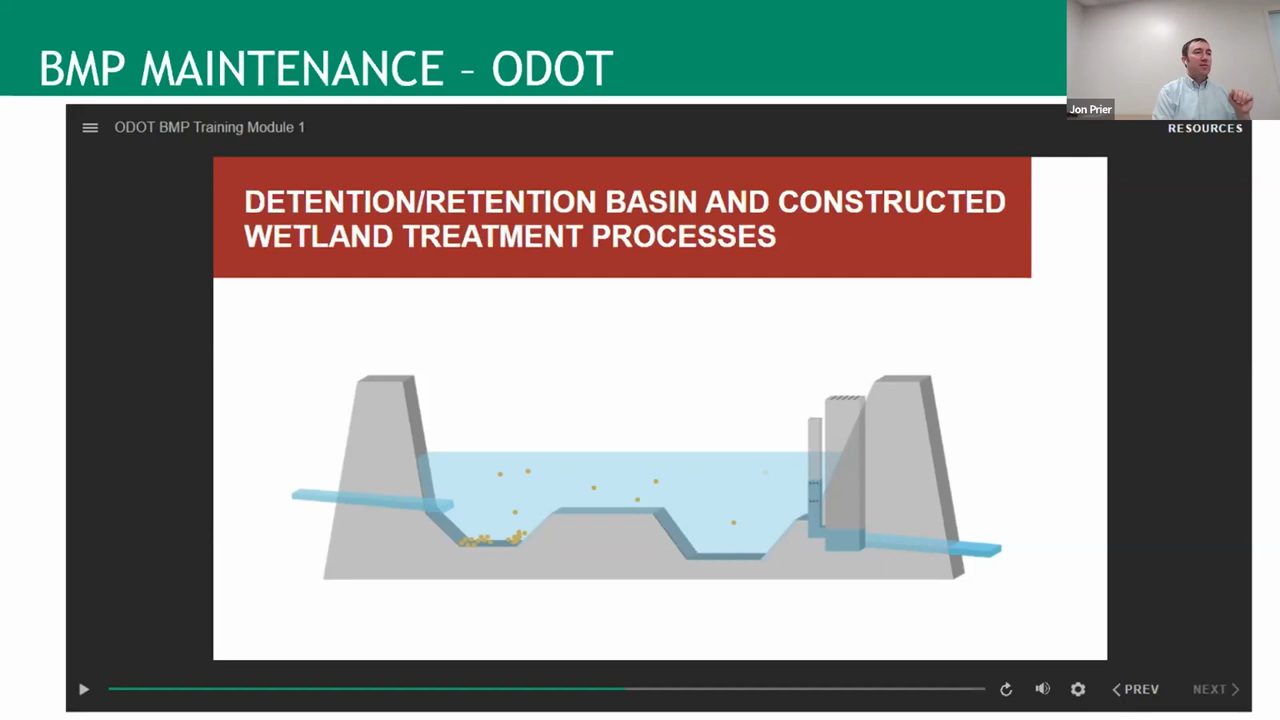 BMP MAINTENANCE – ODOT
Jon Prier
ODOT BMP Training Module 1
RESOURCES
DETENTION/RETENTION BASIN AND CONSTRUCTED
WETLAND TREATMENT PROCESSES
PREV
NEXT